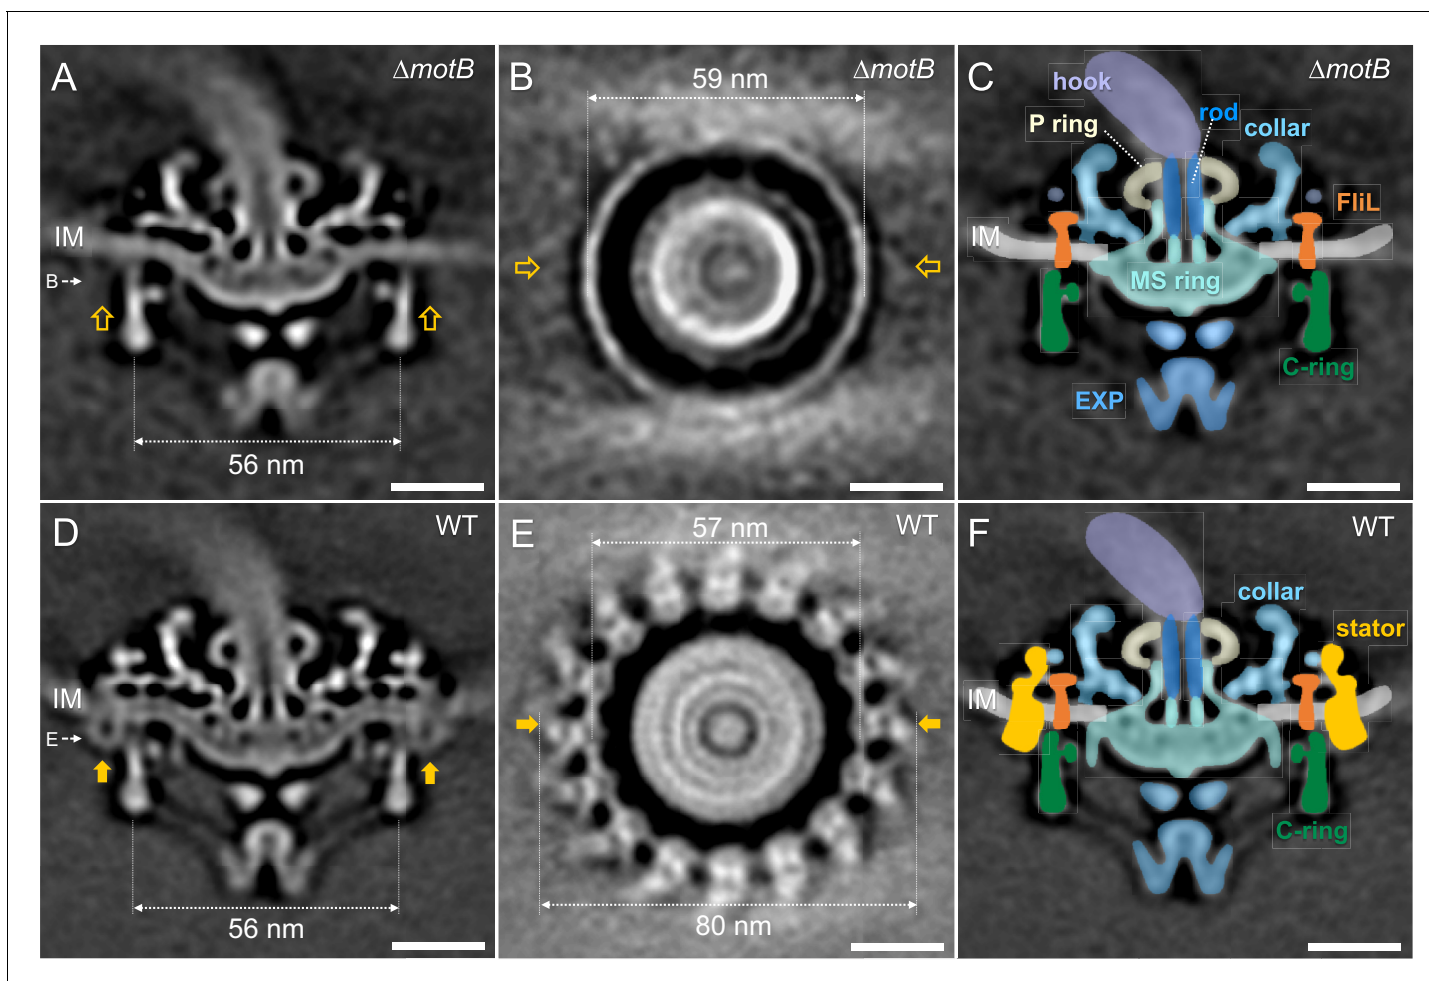 A
ΔmotB
IM
B
56 nm
B
59 nm
ΔmotB
C
ΔmotB
hook
rod
P ring
collar
FliL
IM
MS ring
C-ring
EXP
D
WT
IM
E
56 nm
E
57 nm
WT
80 nm
F
WT
collar
stator
IM
C-ring